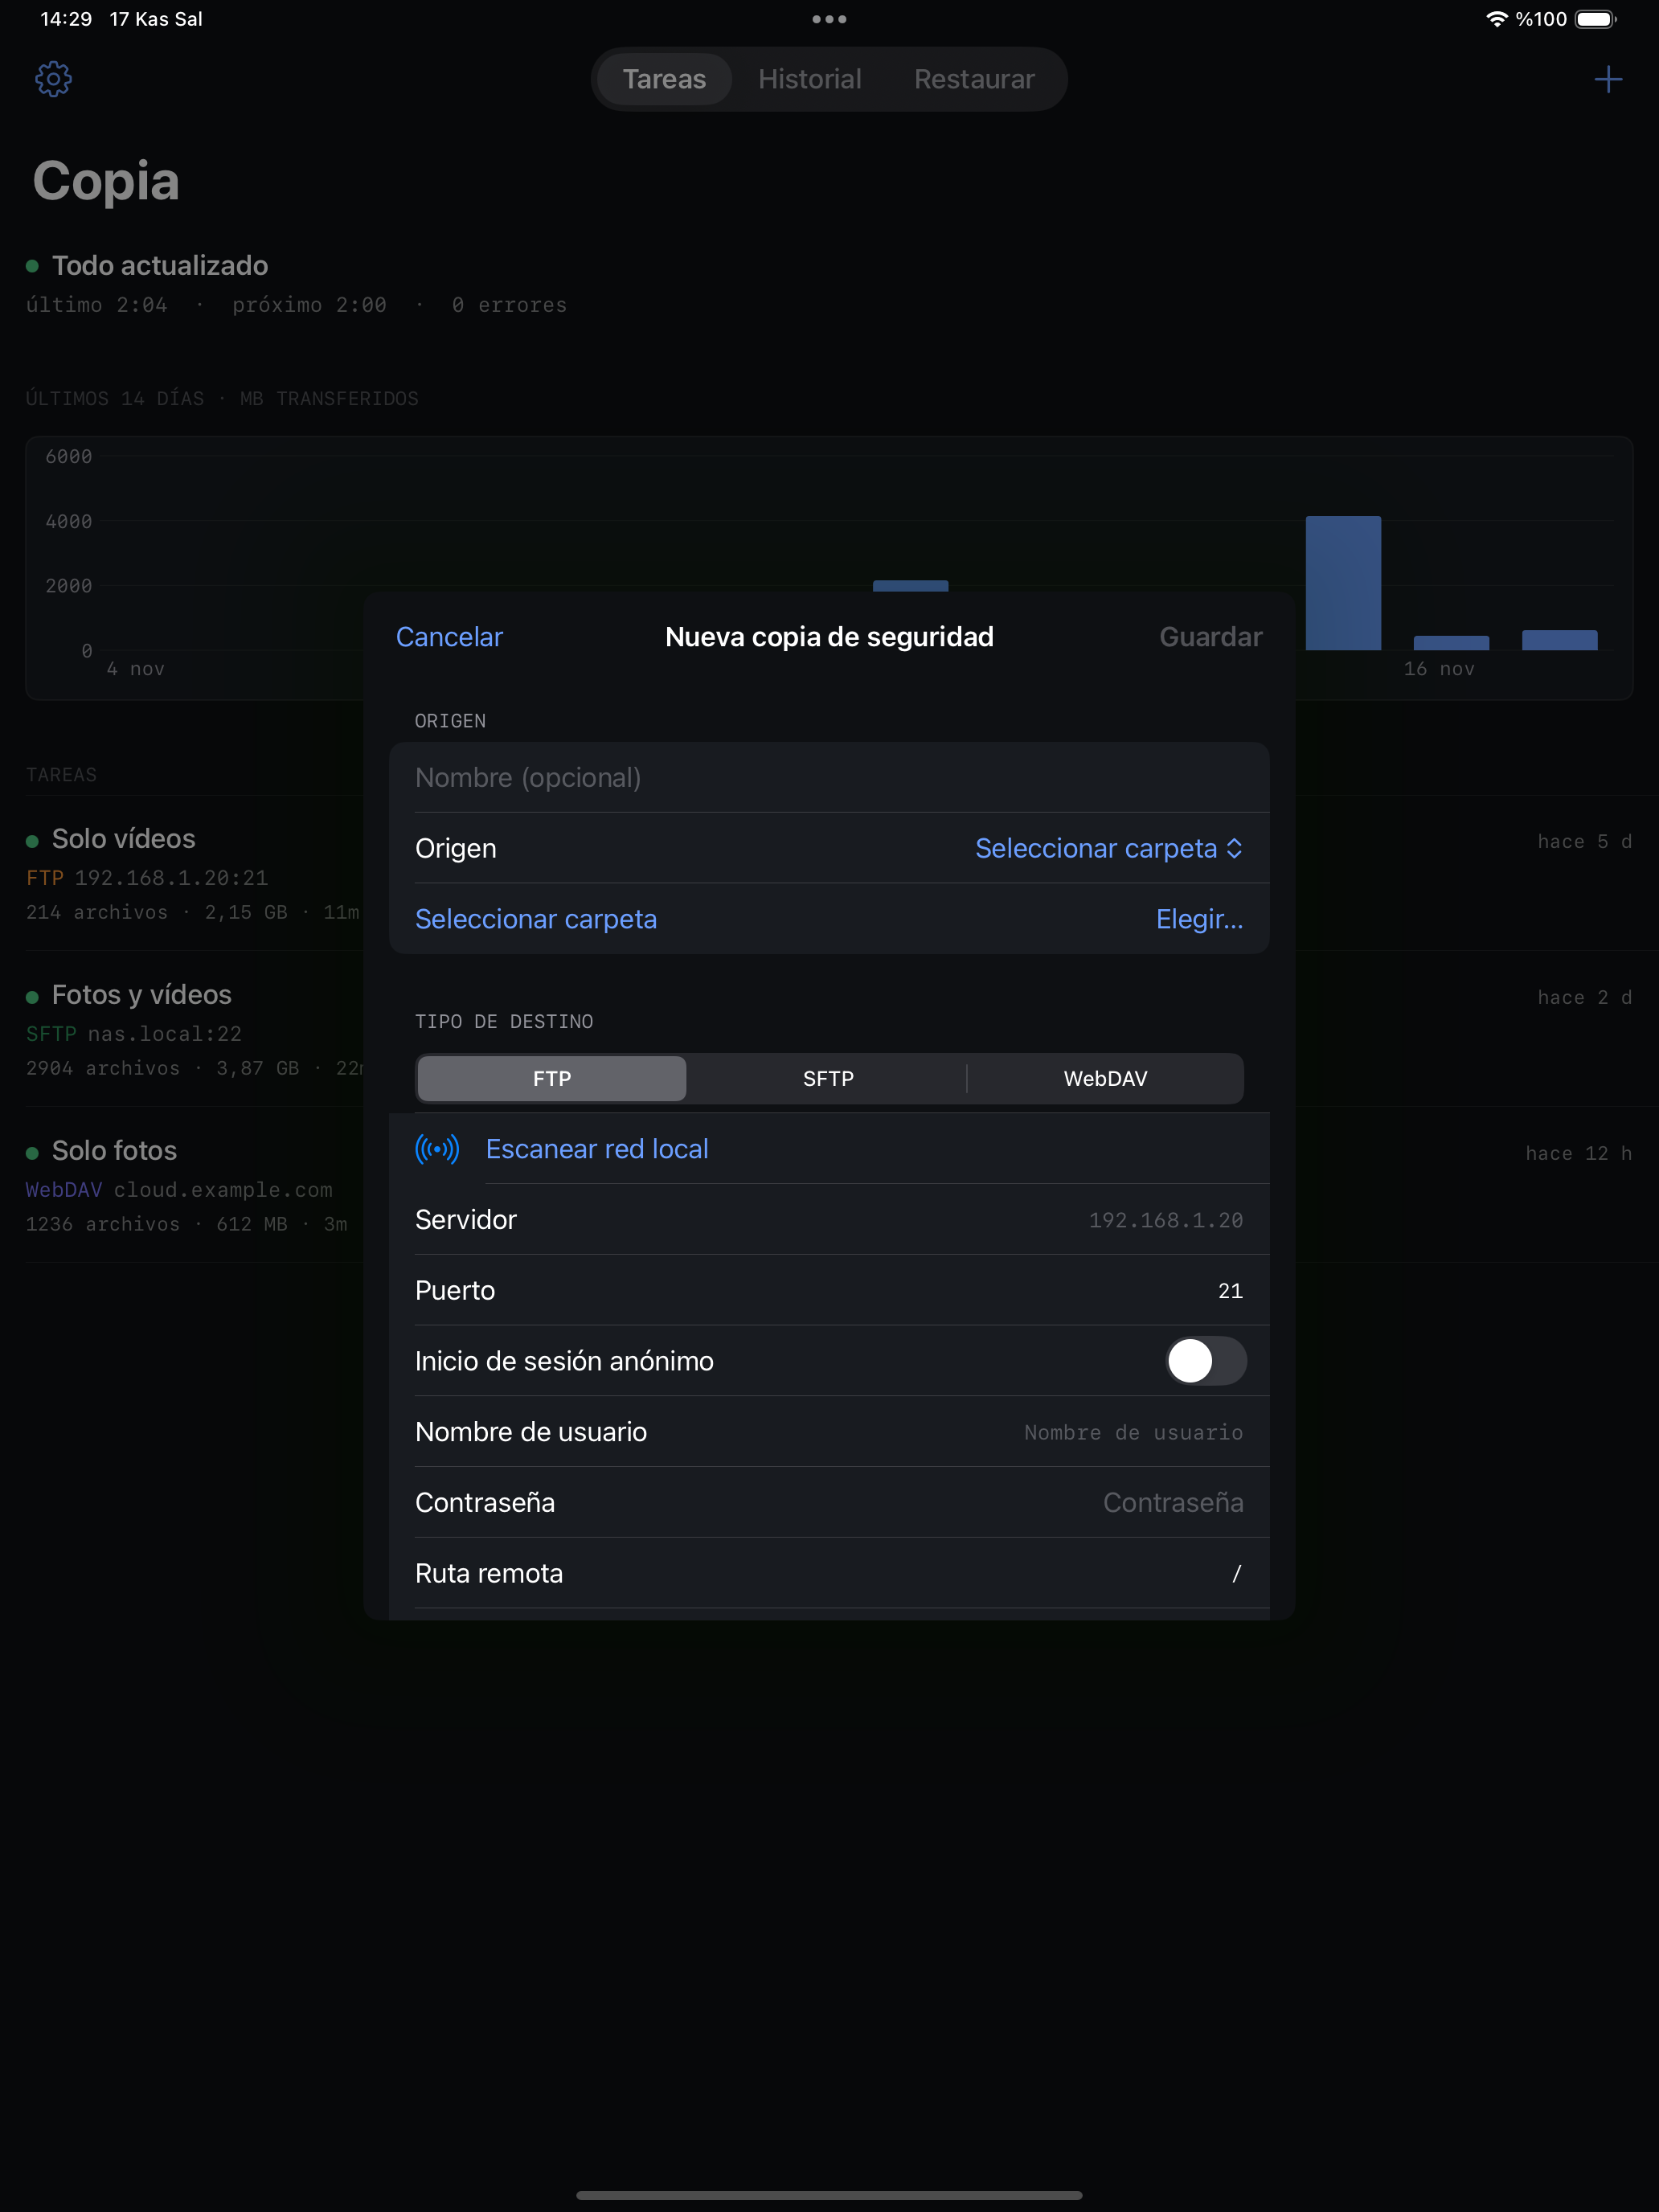 14:29 17 Kas Sal
%100
Tareas Historial Restaurar
Copia
Todo actualizado
último 2:04 · próximo 2:00 · 0 errores
ÚLTIMOS 14 DÍAS · MB TRANSFERIDOS
6000
4000
2000
0
4 nov
16 nov
TAREAS
Solo vídeos
hace 5 d
FTP 192.168.1.20:21
214 archivos · 2,15 GB · 11m
Fotos y vídeos
hace 2 d
SFTP nas.local:22
2904 archivos · 3,87 GB · 22
Solo fotos
hace 12 h
WebDAV cloud.example.com
1236 archivos · 612 MB · 3m
Cancelar Nueva copia de seguridad Guardar
ORIGEN
Nombre (opcional)
Origen Seleccionar carpeta
Seleccionar carpeta Elegir...
TIPO DE DESTINO
FTP SFTP WebDAV
Escanear red local
Servidor 192.168.1.20
Puerto 21
Inicio de sesión anónimo
Nombre de usuario Nombre de usuario
Contraseña Contraseña
Ruta remota /